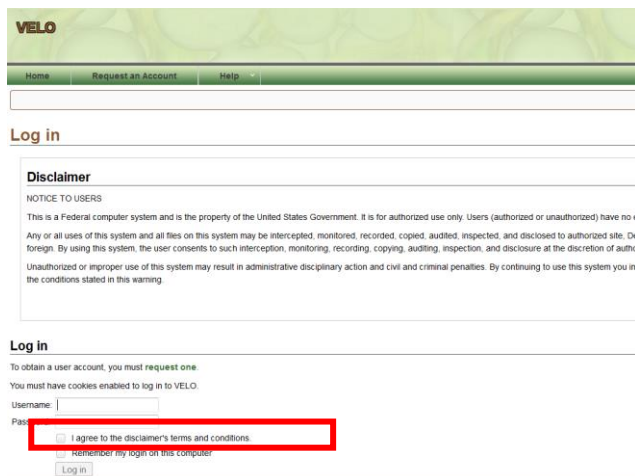 VELO
Home Request an Account Help
Log in
Disclaimer
NOTICE TO USERS
This is a Federal computer system and is the property of the United States Government. It is for authorized use only. Users (authorized or unauthorized) have no
Any or all uses of this system and all files on this system may be intercepted, monitored, recorded, copied, audited, inspected, and disclosed to authorized site,
foreign. By using this system, the user consents to such interception, monitoring, recording, copying, auditing, inspection, and disclosure at the discretion of
Unauthorized or improper use of this system may result in administrative disciplinary action and civil and criminal penalties. By continuing to use this system you
the conditions stated in this warning.
Log in
To obtain a user account, you must request one.
You must have cookies enabled to log in to VELO.
Username:
I agree to the disclaimer's terms and conditions.
Remember my login on this computer
Log in